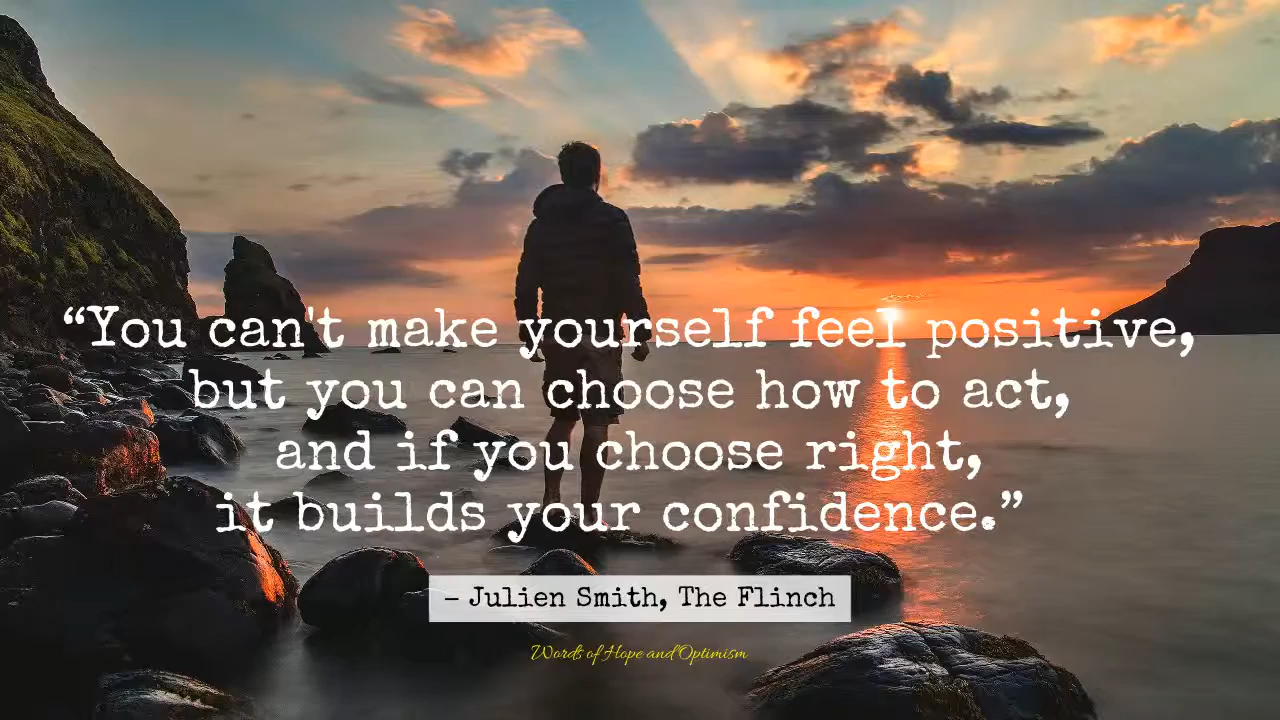 “You can't make yourself feel positive,
but you can choose how to act,
and if you choose right,
it builds your confidence.”
– Julien Smith, The Flinch
Words of Hope and Optimism